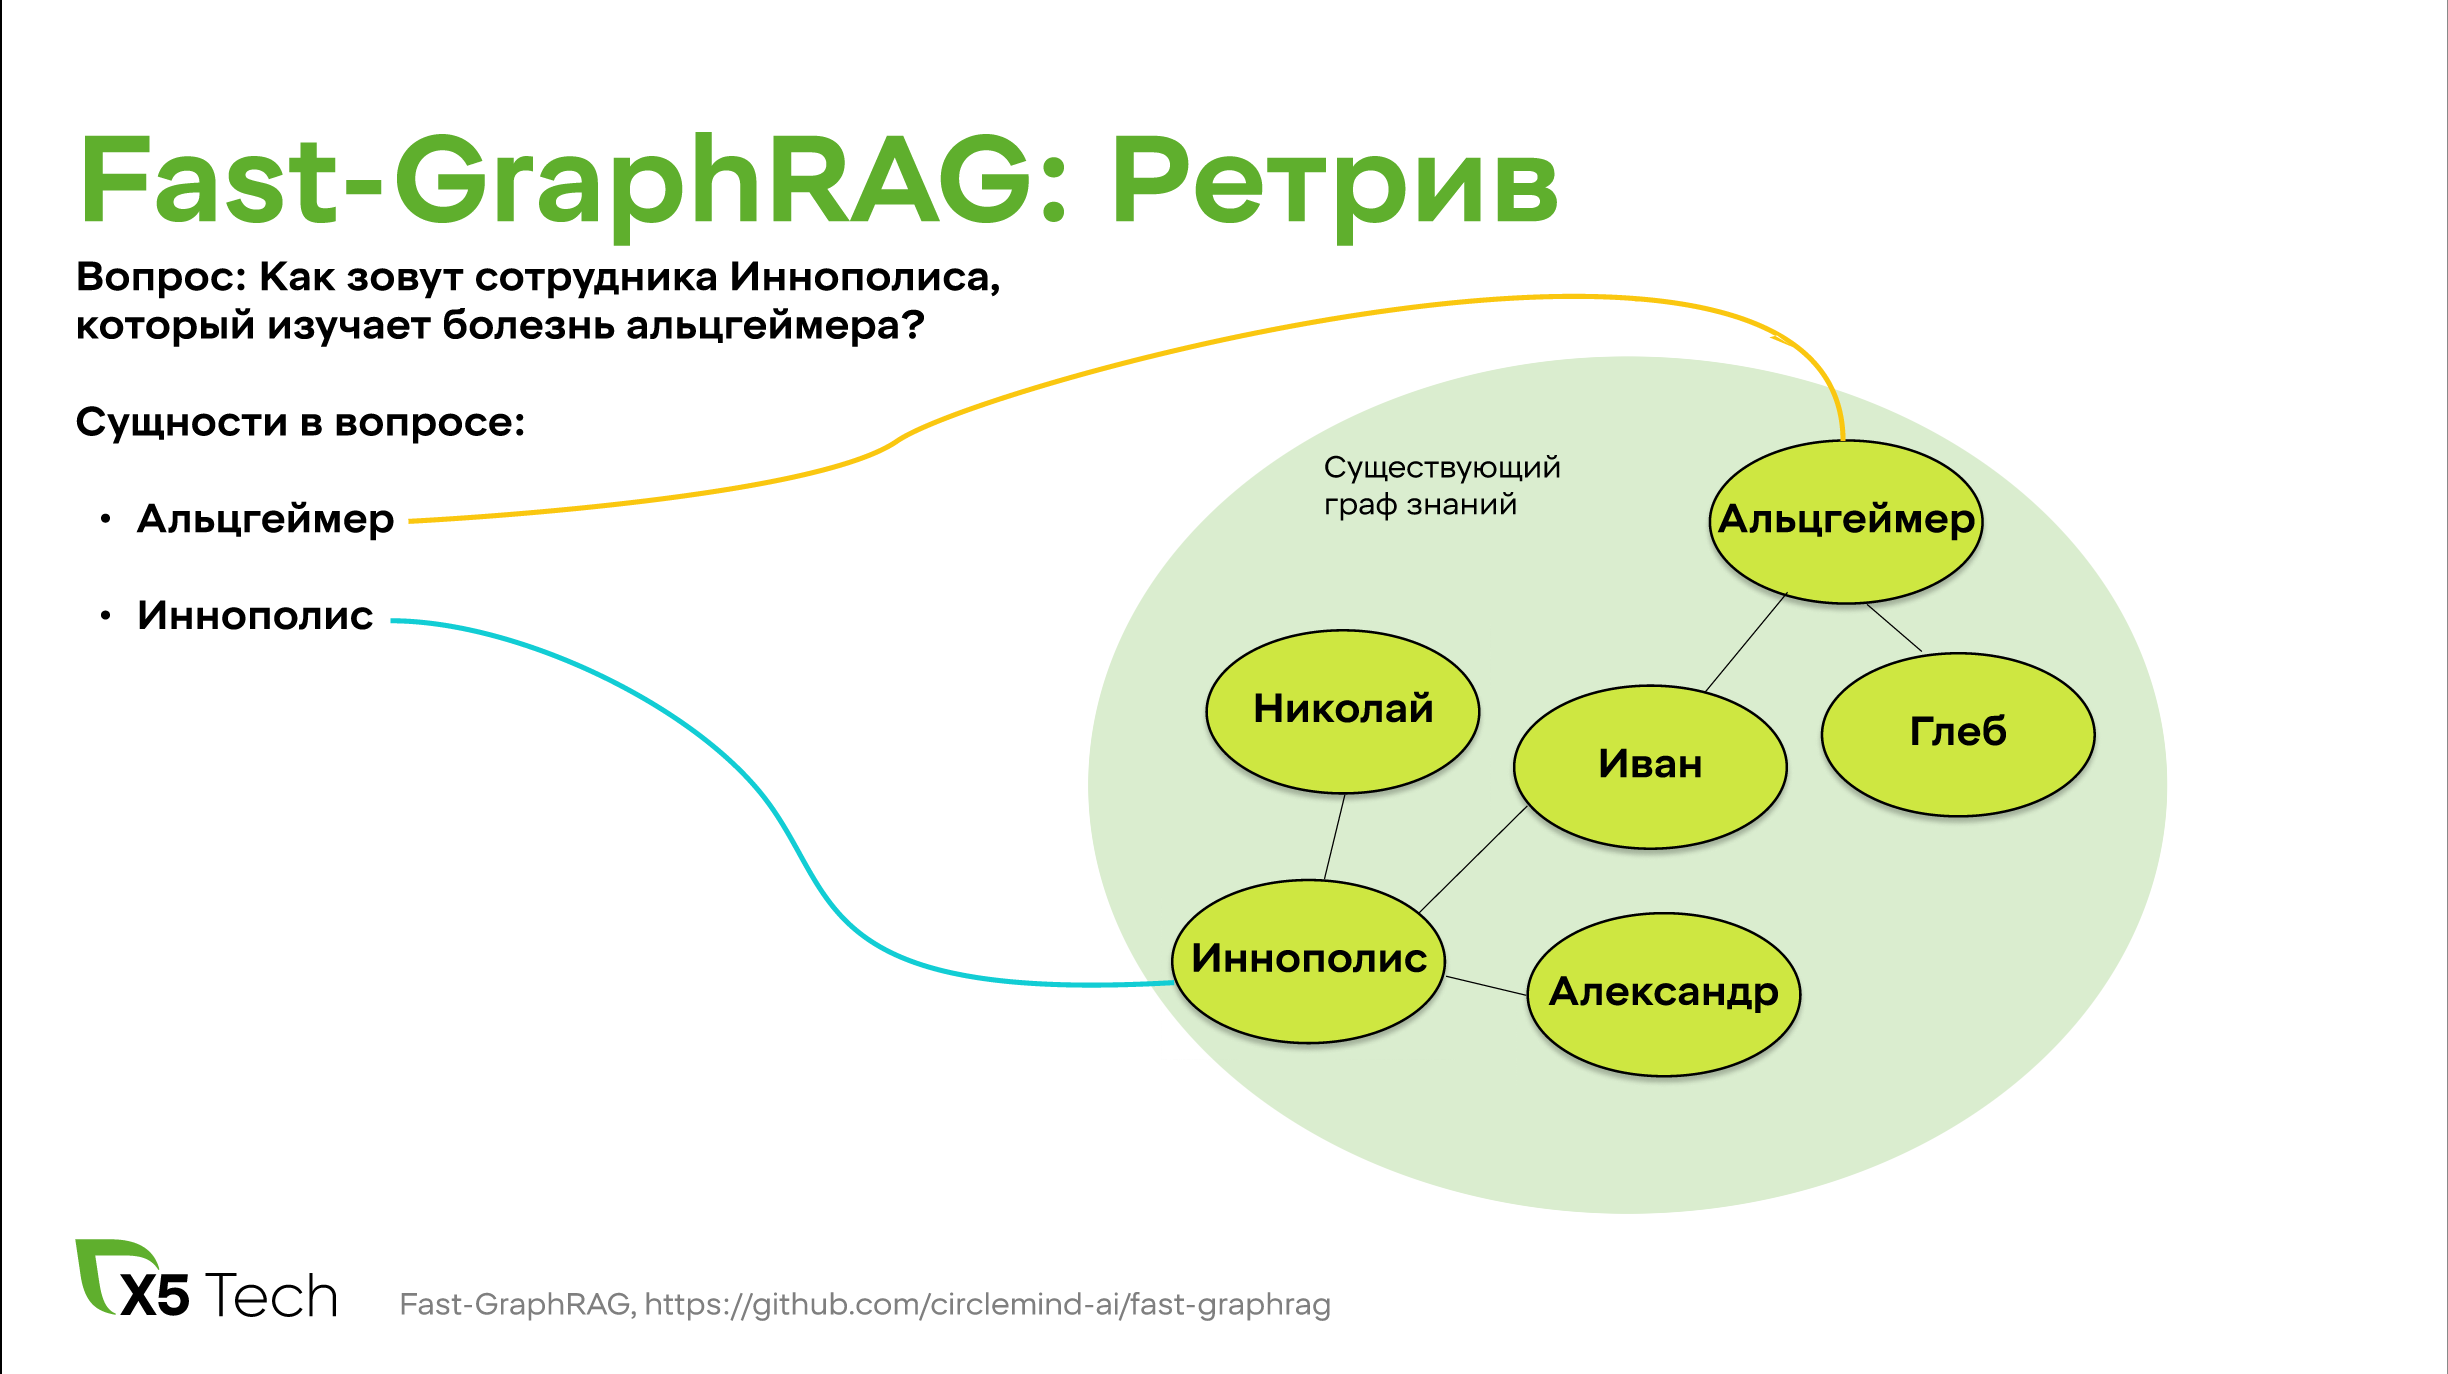 Fast-GraphRAG: Ретрив
Вопрос: Как зовут сотрудника Иннополиса,
который изучает болезнь альцгеймера?
Сущности в вопросе:
• Альцгеймер
• Иннополис
Существующий
граф знаний
Альцгеймер
Николай
Иван
Глеб
Иннополис
Александр
X5 Tech
Fast-GraphRAG, https://github.com/circlemind-ai/fast-graphrag